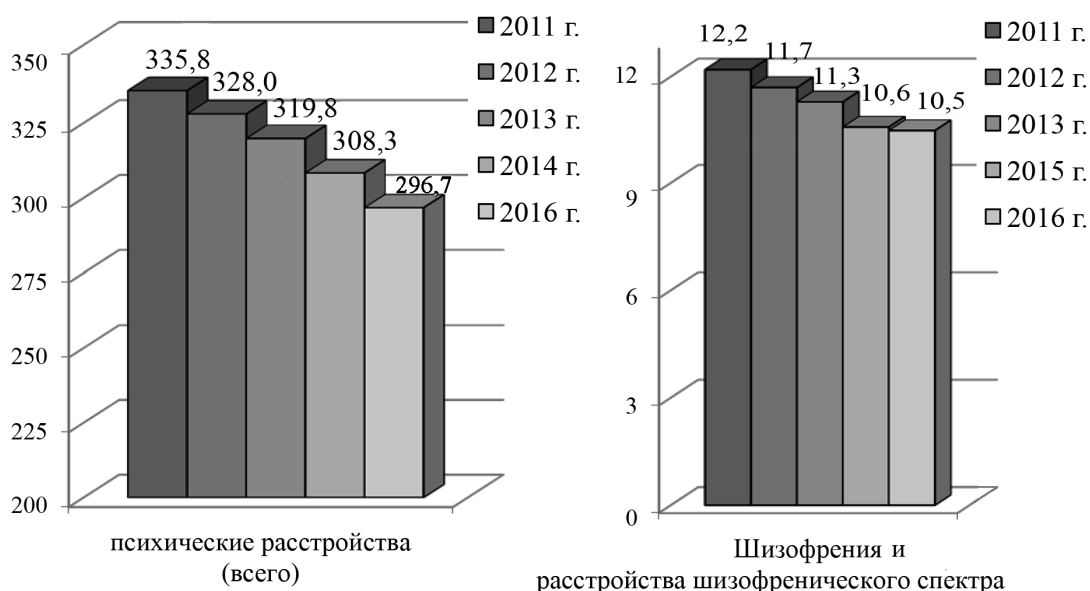 350
325
300
275
250
225
200
335,8
328,0
319,8
308,3
296,7
2011 г.
2012 г.
2013 г.
2014 г.
2016 г.
психические расстройства
(всего)
12
9
6
3
0
12,2
11,7
11,3
10,6
10,5
2011 г.
2012 г.
2013 г.
2015 г.
2016 г.
Шизофрения и
расстройства шизофренического спектра